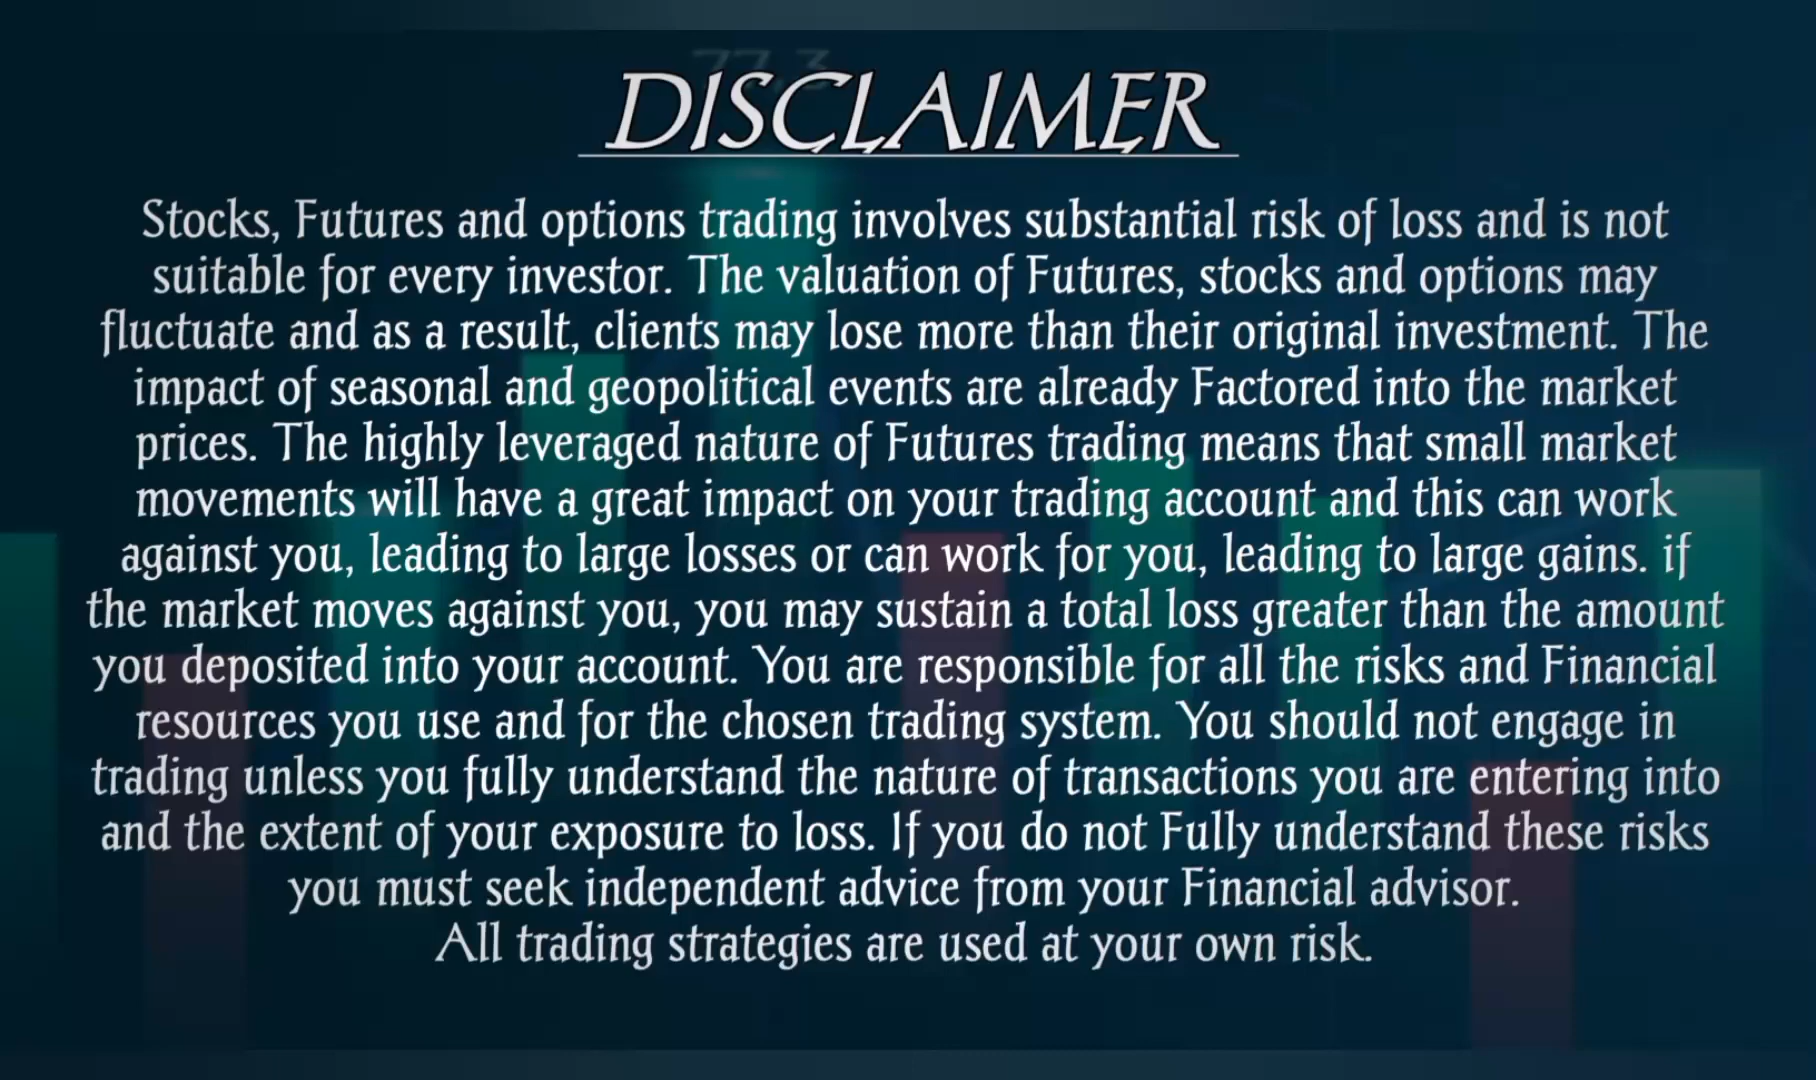 77.3
DISCLAIMER
Stocks, Futures and options trading involves substantial risk of loss and is not
suitable for every investor. The valuation of Futures, stocks and options may
fluctuate and as a result, clients may lose more than their original investment. The
impact of seasonal and geopolitical events are already Factored into the market
prices. The highly leveraged nature of Futures trading means that small market
movements will have a great impact on your trading account and this can work
against you, leading to large losses or can work for you, leading to large gains. if
the market moves against you, you may sustain a total loss greater than the amount
you deposited into your account. You are responsible for all the risks and Financial
resources you use and for the chosen trading system. You should not engage in
trading unless you fully understand the nature of transactions you are entering into
and the extent of your exposure to loss. If you do not Fully understand these risks
you must seek independent advice from your Financial advisor.
All trading strategies are used at your own risk.